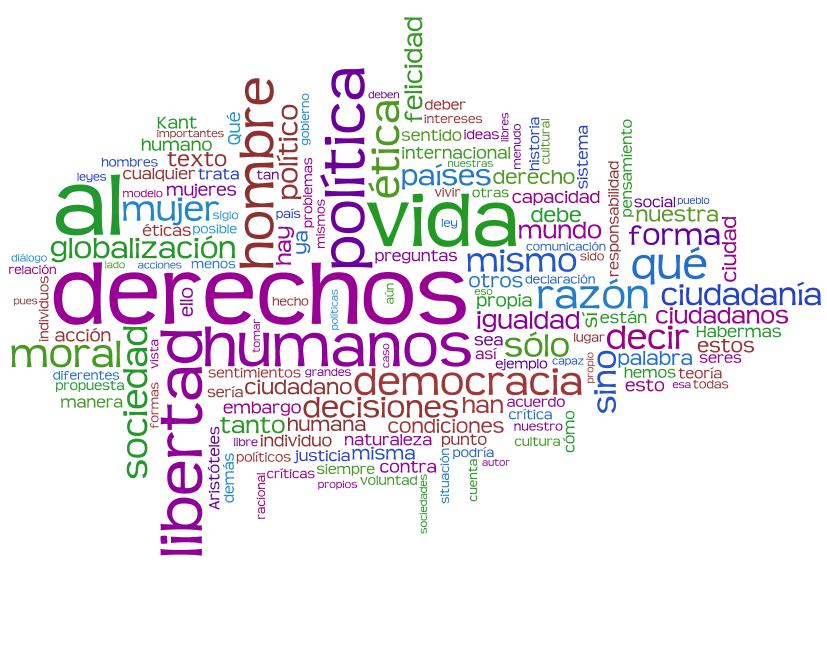 felicidad
política
hombre
deben
Kant
importantes
Qué
gobierno
político
ética
deber
intereses
humano
texto
sentido
ideas
libres
menudo
historia
cultural
sistema
pensamiento
hombres
cualquier
trata
tan
problemas
internacional
nuestras
leyes
modelo
mujeres
países
derecho
al
mujer
siglo
país
mismos
vivir
otras
capacidad
responsabilidad
social
pueblo
éticas
posible
hay
ya
vida
ley
debe
mundo
nuestra
globalización
forma
ciudad
diálogo
lado
acciones
menos
preguntas
comunicación
sido
relación
mismo
qué
individuos
derechos
ello
hecho
políticas
aún
eso
otros
declaración
razón
ciudadanía
pues
propia
igualdad
sí
están
ciudadanos
acción
vista
tomar
humanos
caso
sea
sólo
lugar
decir
Habermas
moral
sociedad
libertad
así
estos
ejemplo
capaz
propio
sino
palabra
seres
diferentes
sentimientos
grandes
hemos
teoría
propuesta
formas
sería
ciudadano
democracia
esto
esa
todas
manera
embargo
decisiones
han
acuerdo
crítica
cómo
Aristóteles
tanto
humana
condiciones
nuestro
libre
individuo
naturaleza
punto
cultura
demás
políticos
justicia
misma
podría
situación
críticas
siempre
contra
autor
racional
propios
voluntad
sociedades
cuenta